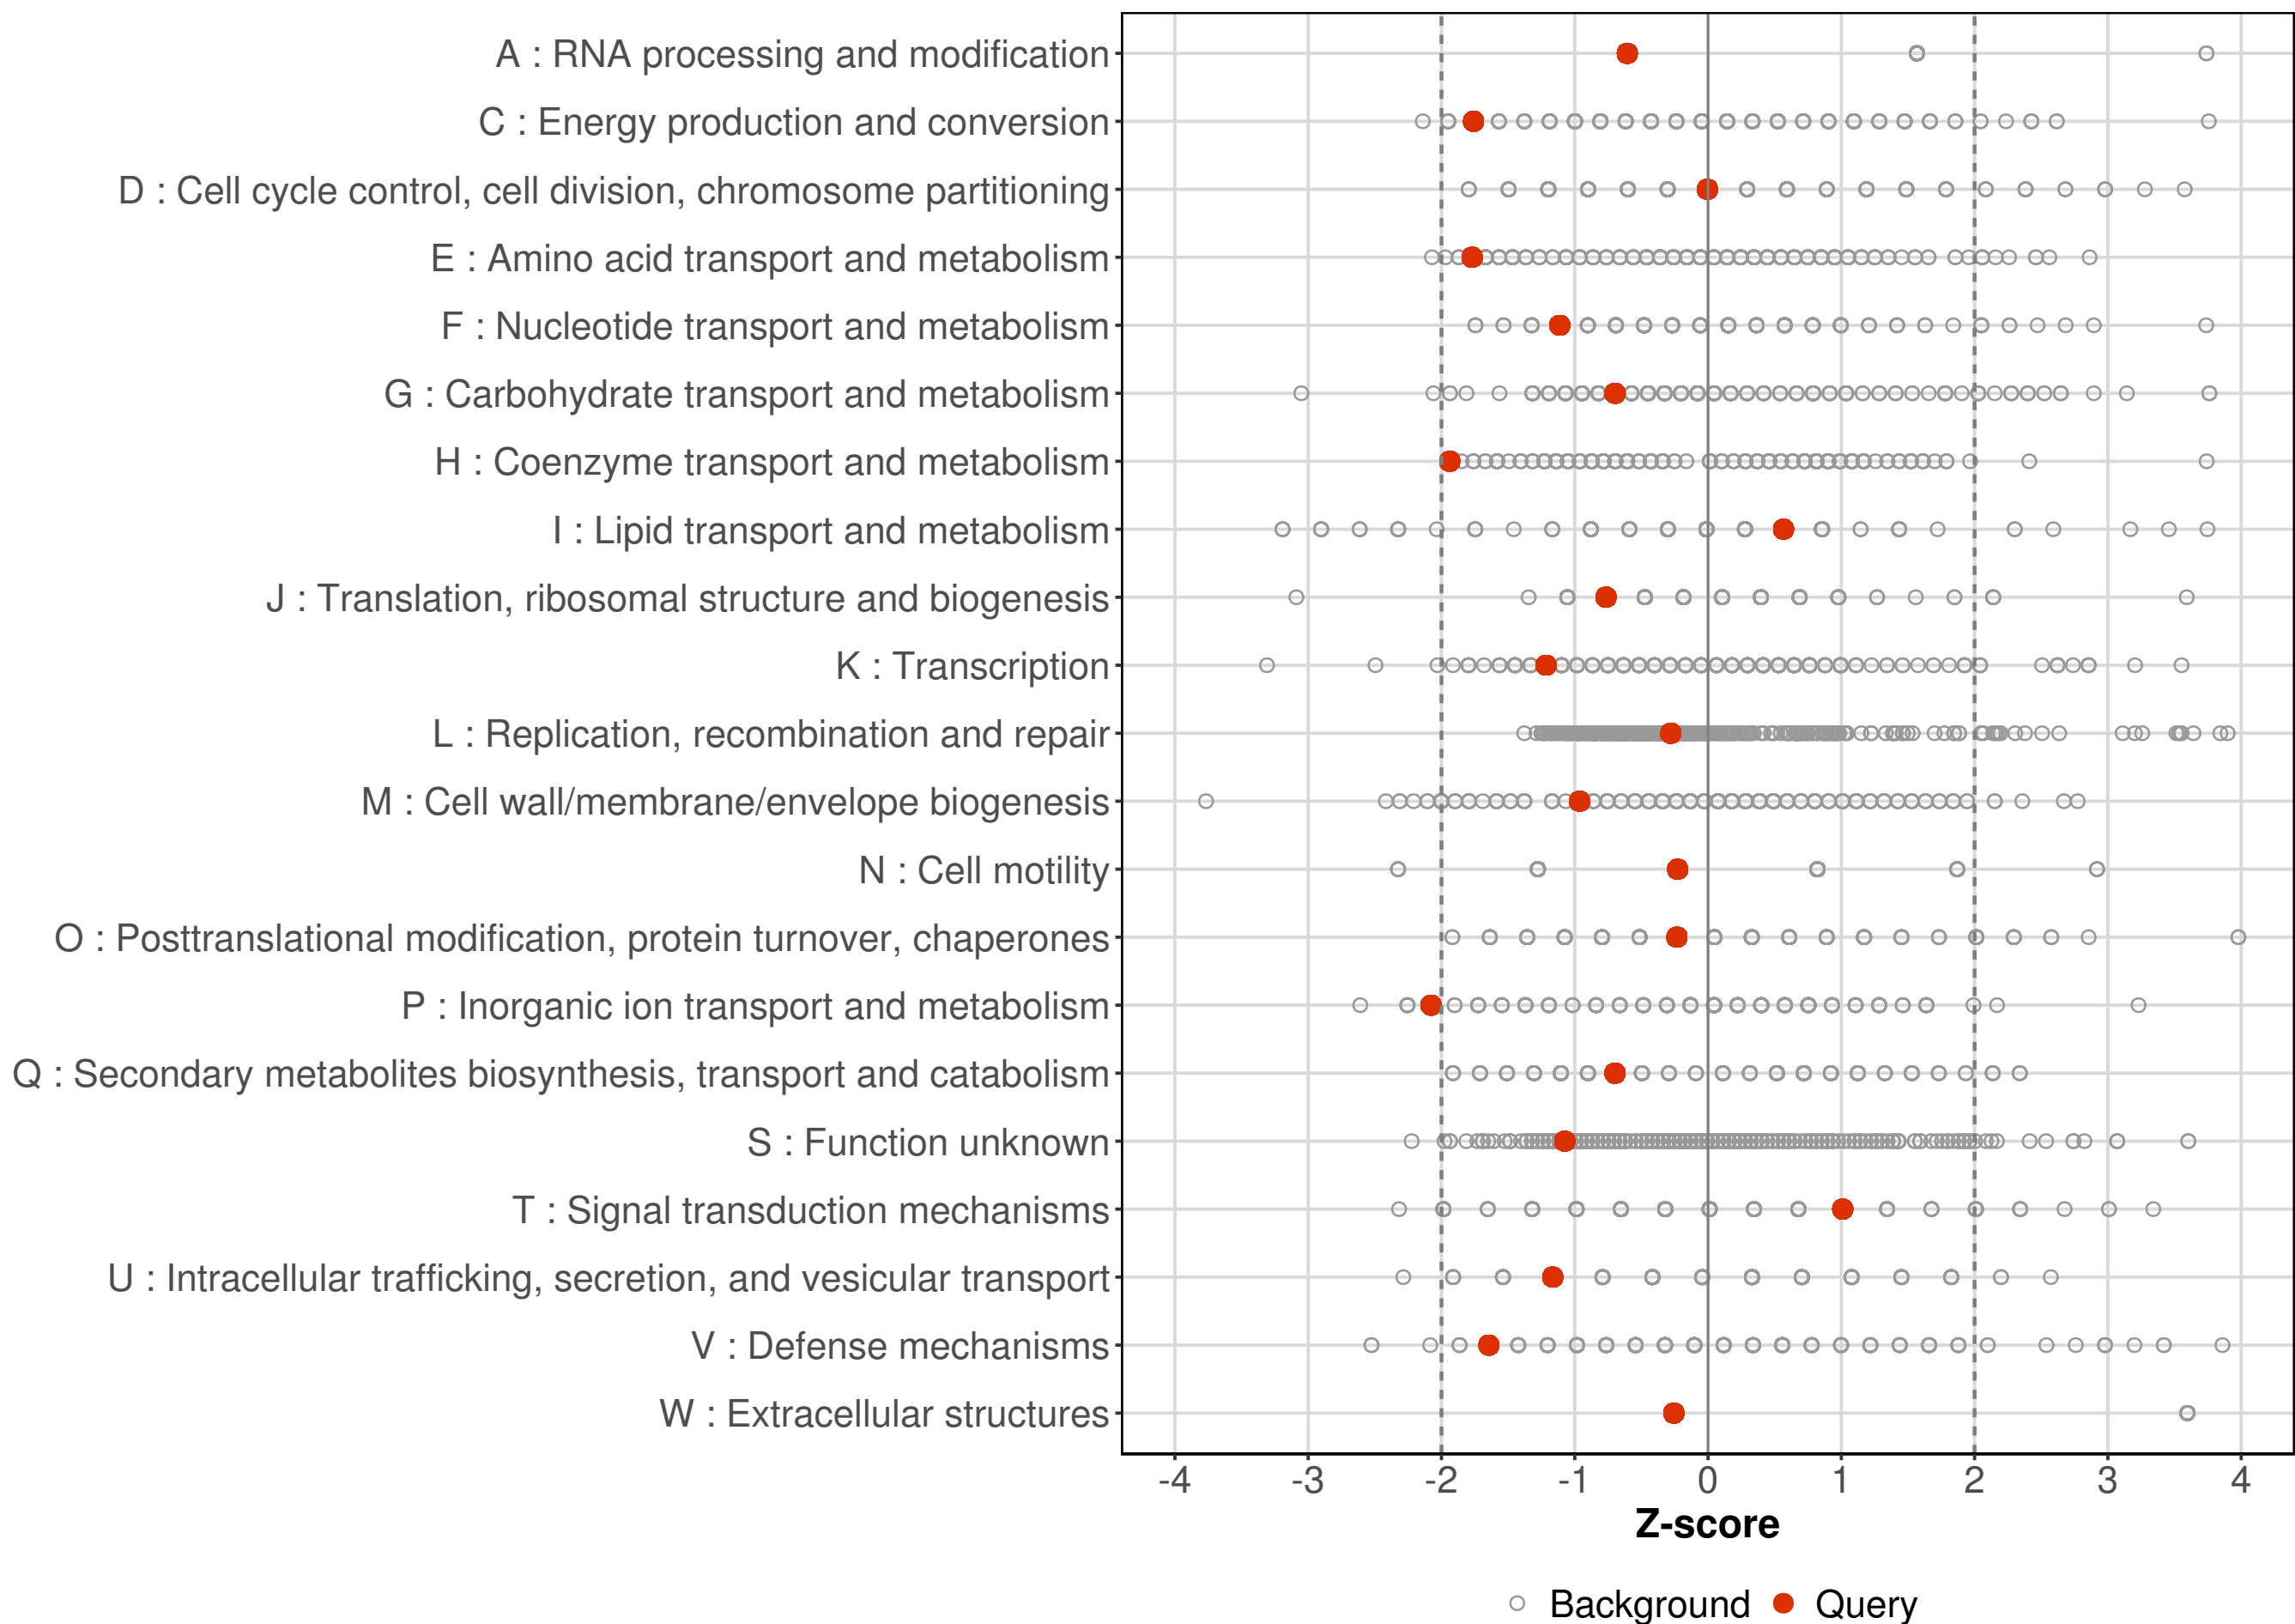 A : RNA processing and modification
C : Energy production and conversion
D : Cell cycle control, cell division, chromosome partitioning
E : Amino acid transport and metabolism
F : Nucleotide transport and metabolism
G : Carbohydrate transport and metabolism
H : Coenzyme transport and metabolism
I : Lipid transport and metabolism
J : Translation, ribosomal structure and biogenesis
K : Transcription
L : Replication, recombination and repair
M : Cell wall/membrane/envelope biogenesis
N : Cell motility
O : Posttranslational modification, protein turnover, chaperones
P : Inorganic ion transport and metabolism
Q : Secondary metabolites biosynthesis, transport and catabolism
S : Function unknown
T : Signal transduction mechanisms
U : Intracellular trafficking, secretion, and vesicular transport
V : Defense mechanisms
W : Extracellular structures
-4 -3 -2 -1 0 1 2 3 4
Z-score
Background Query